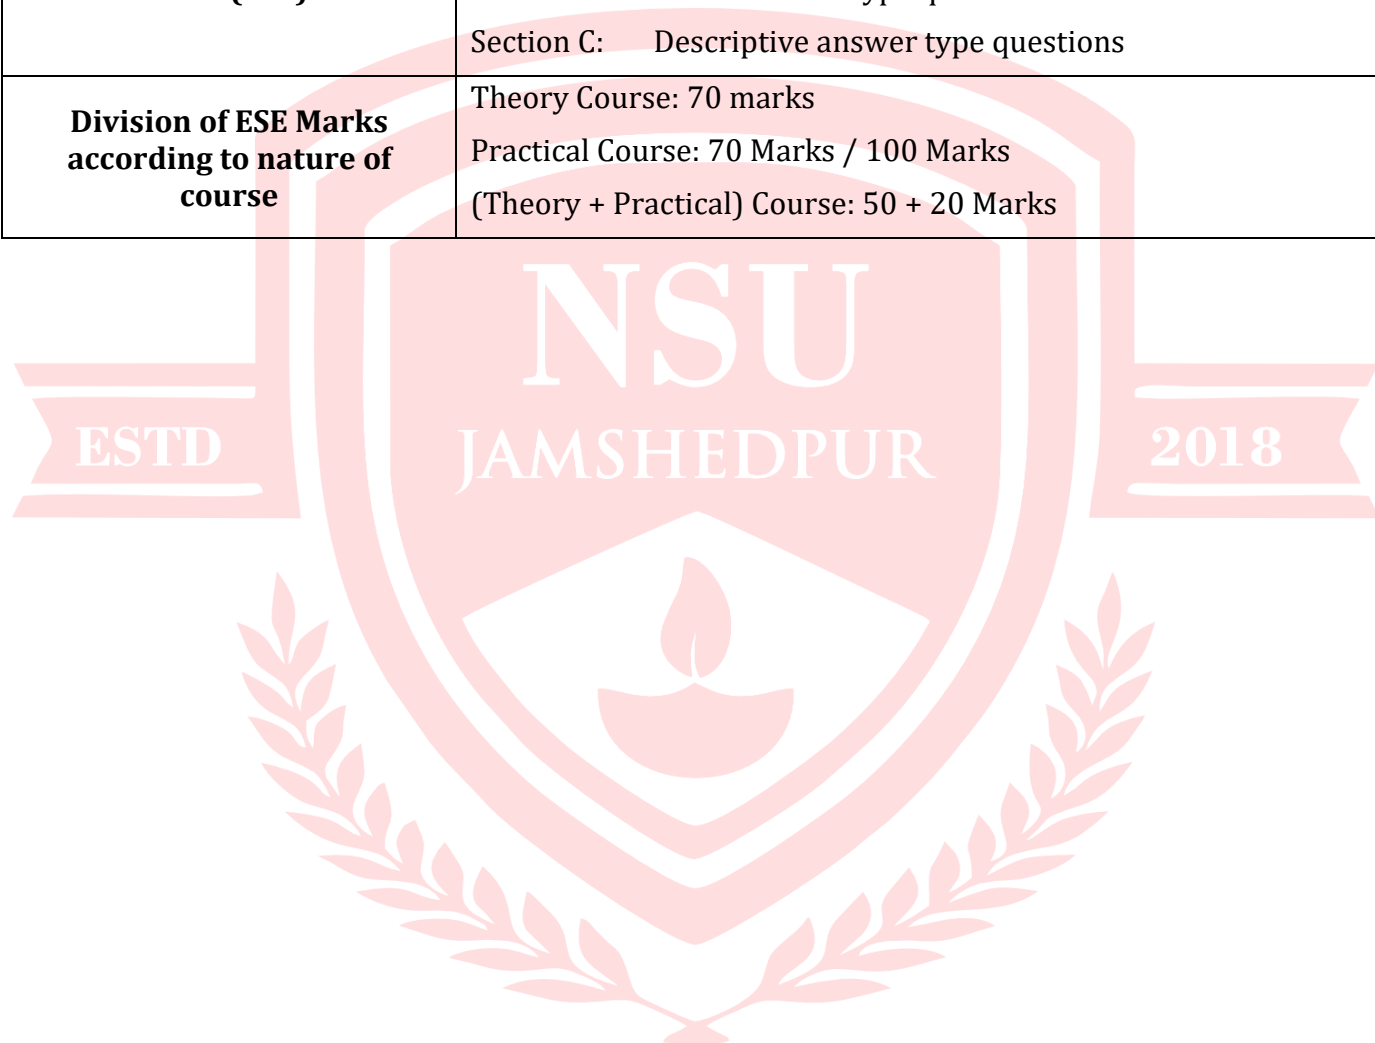 Section C: Descriptive answer type questions
Division of ESE Marks
according to nature of
course
Theory Course: 70 marks
Practical Course: 70 Marks / 100 Marks
(Theory + Practical) Course: 50 + 20 Marks
NSU
ESTD
JAMSHEDPUR
2018